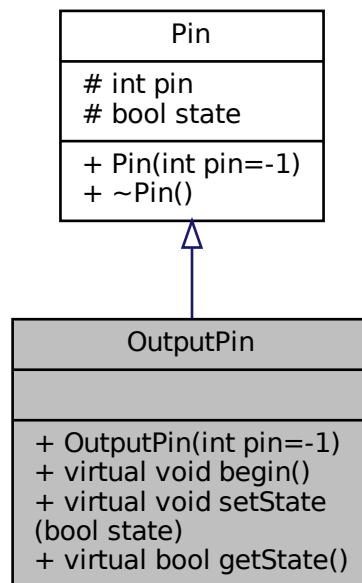 Pin
# int pin
# bool state
+ Pin(int pin=-1)
+ ~Pin()
OutputPin
+ OutputPin(int pin=-1)
+ virtual void begin()
+ virtual void setState
(bool state)
+ virtual bool getState()